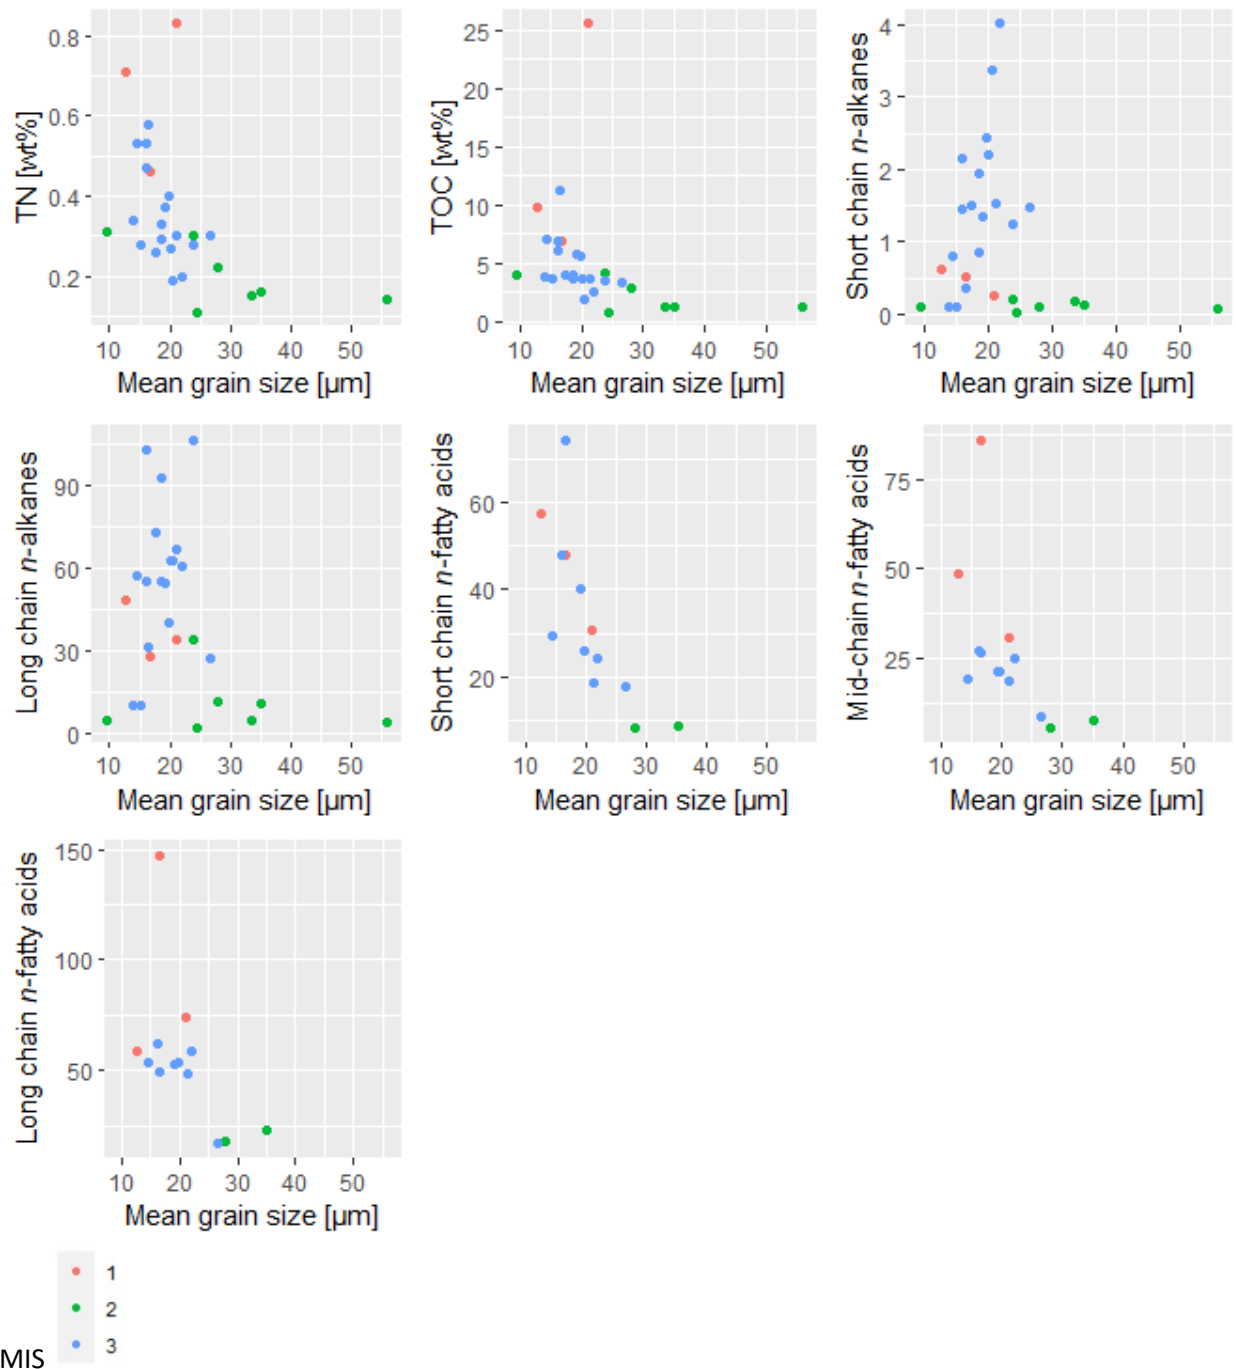 TN [wt%]
0.8
0.6
0.4
0.2
10 20 30 40 50
Mean grain size [µm]
TOC [wt%]
25
20
15
10
5
0
10 20 30 40 50
Mean grain size [µm]
Short chain n-alkanes
4
3
2
1
0
10 20 30 40 50
Mean grain size [µm]
Long chain n-alkanes
90
60
30
0
10 20 30 40 50
Mean grain size [µm]
Short chain n-fatty acids
60
40
20
10 20 30 40 50
Mean grain size [µm]
Mid-chain n-fatty acids
75
50
25
10 20 30 40 50
Mean grain size [µm]
Long chain n-fatty acids
150
100
50
10 20 30 40 50
Mean grain size [µm]
1
2
3
MIS